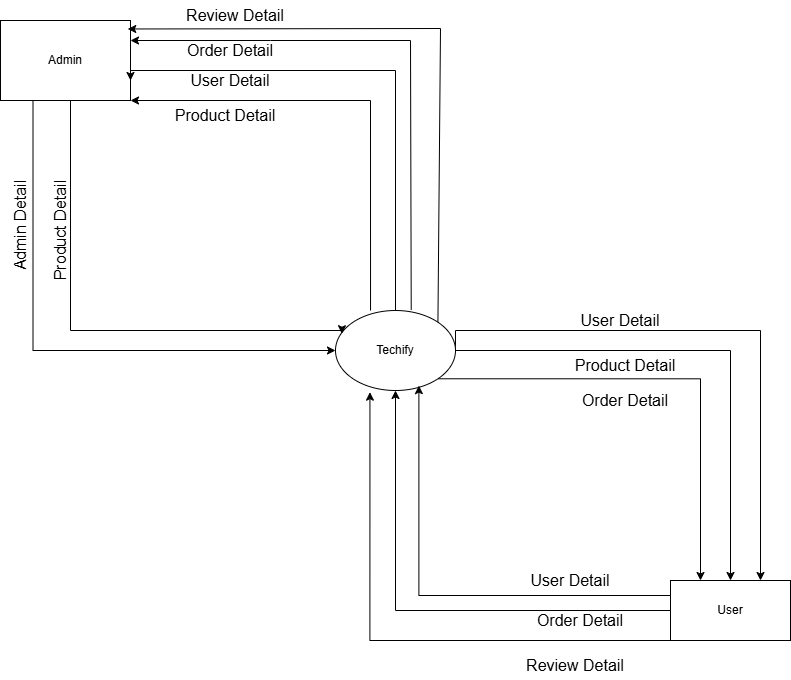 Review Detail
Order Detail
Admin
User Detail
Product Detail
Admin Detail
Product Detail
User Detail
Techify
Product Detail
Order Detail
User Detail
User
Order Detail
Review Detail